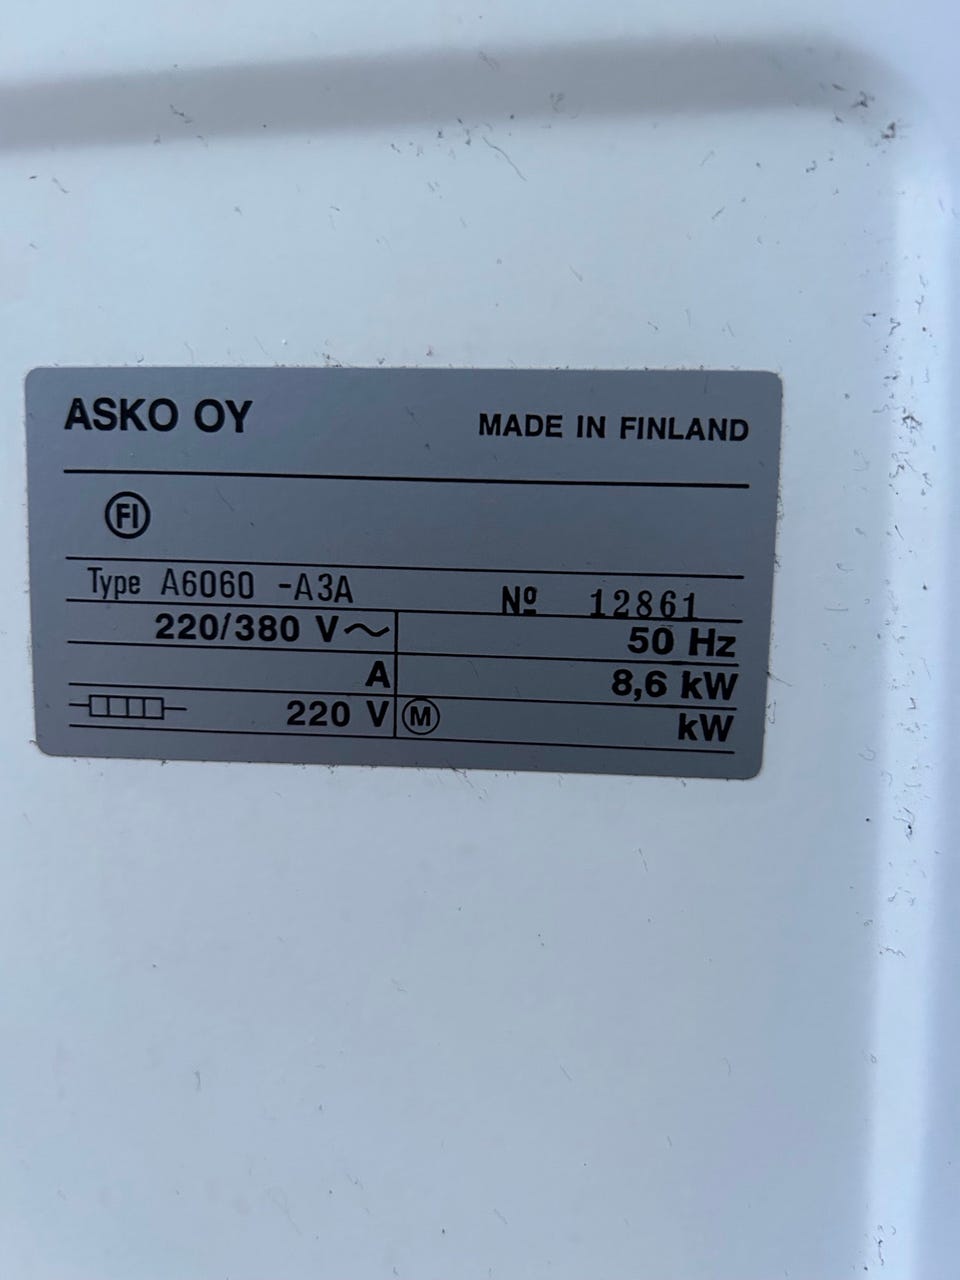 ASKO OY MADE IN FINLAND
FI
Type A6060 -A3A Nº 12861
220/380 V~ 50 Hz
A 8,6 kW
220 V M kW